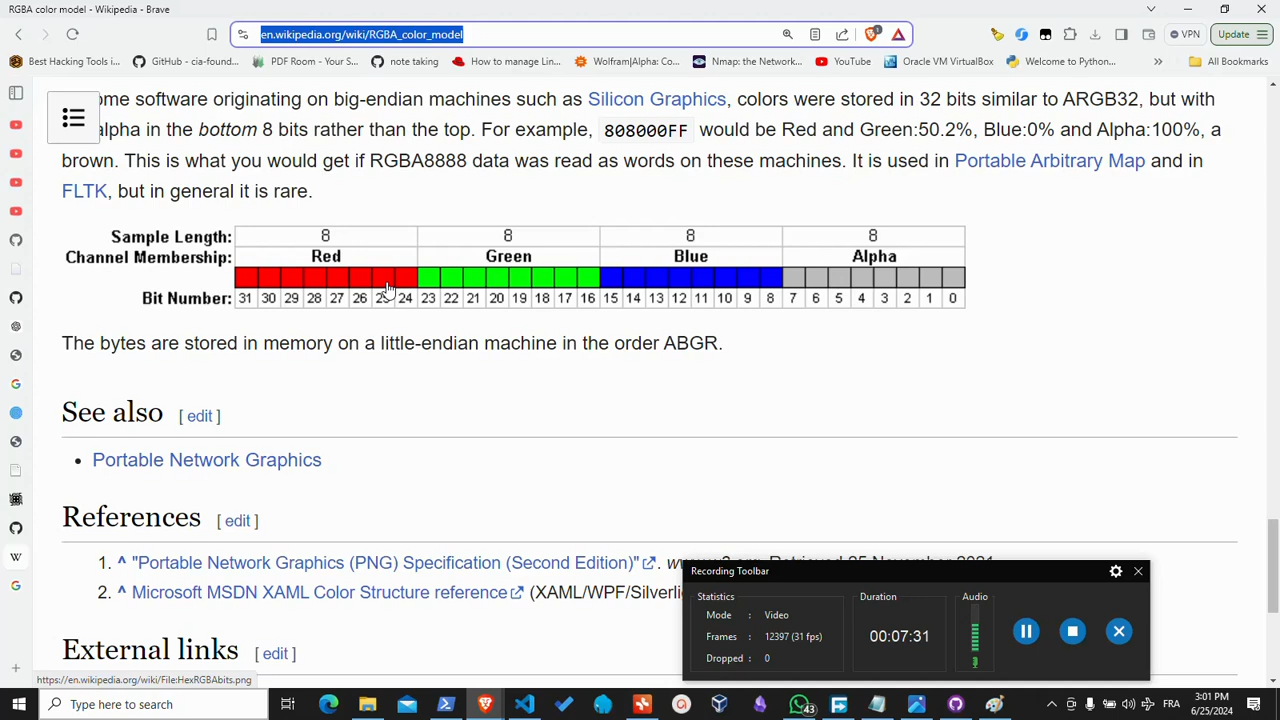 RGBA color model - Wikipedia - Brave
en.wikipedia.org/wiki/RGBA_color_model
VPN
Update
Best Hacking Tools i...
GitHub - cia-found...
PDF Room - Your S...
note taking
How to manage Lin...
Wolfram|Alpha: Co...
Nmap: the Network...
YouTube
Oracle VM VirtualBox
Welcome to Python...
All Bookmarks
software originating on big-endian machines such as Silicon Graphics, colors were stored in 32 bits similar to ARGB32, but with
alpha in the bottom 8 bits rather than the top. For example, 808000FF would be Red and Green:50.2%, Blue:0% and Alpha:100%, a
brown. This is what you would get if RGBA8888 data was read as words on these machines. It is used in Portable Arbitrary Map and in
FLTK, but in general it is rare.
Sample Length: 8 8 8 8
Channel Membership: Red Green Blue Alpha
Bit Number: 31 30 29 28 27 26 25 24 23 22 21 20 19 18 17 16 15 14 13 12 11 10 9 8 7 6 5 4 3 2 1 0
The bytes are stored in memory on a little-endian machine in the order ABGR.
See also [ edit ]
• Portable Network Graphics
References [ edit ]
1. ^ "Portable Network Graphics (PNG) Specification (Second Edition)". Retrieved 25 November 2021
2. ^ Microsoft MSDN XAML Color Structure reference (XAML/WPF/Silverli
External links [ edit ]
Recording Toolbar
Statistics
Mode : Video
Frames : 12397 (31 fps)
Dropped : 0
Duration
00:07:31
Audio
https://en.wikipedia.org/wiki/File:HexRGBAbits.png
Type here to search
43
FR
3:01 PM
6/25/2024